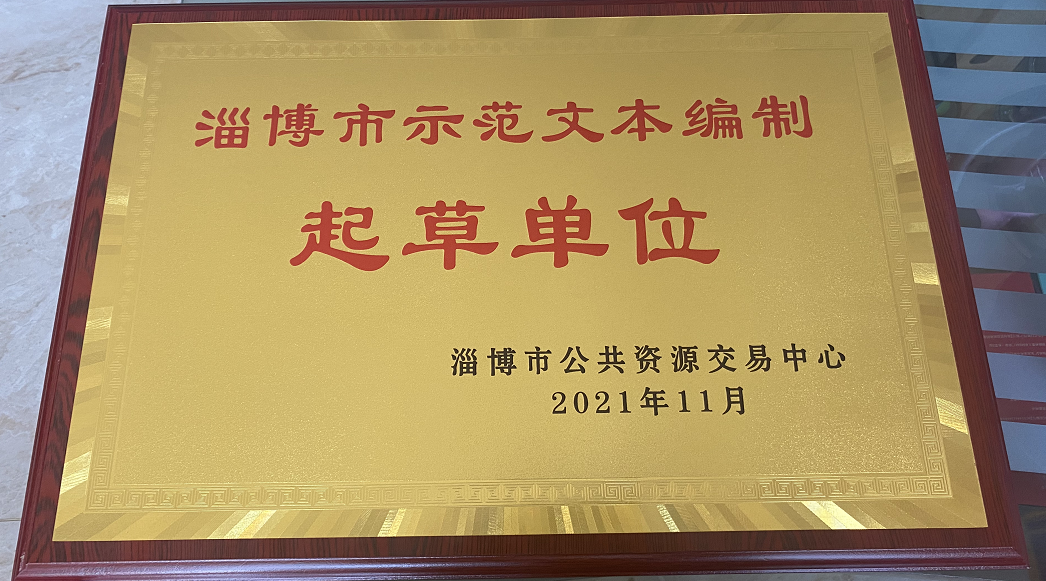 淄博市示范文本编制
起草单位
淄博市公共资源交易中心
2021年11月